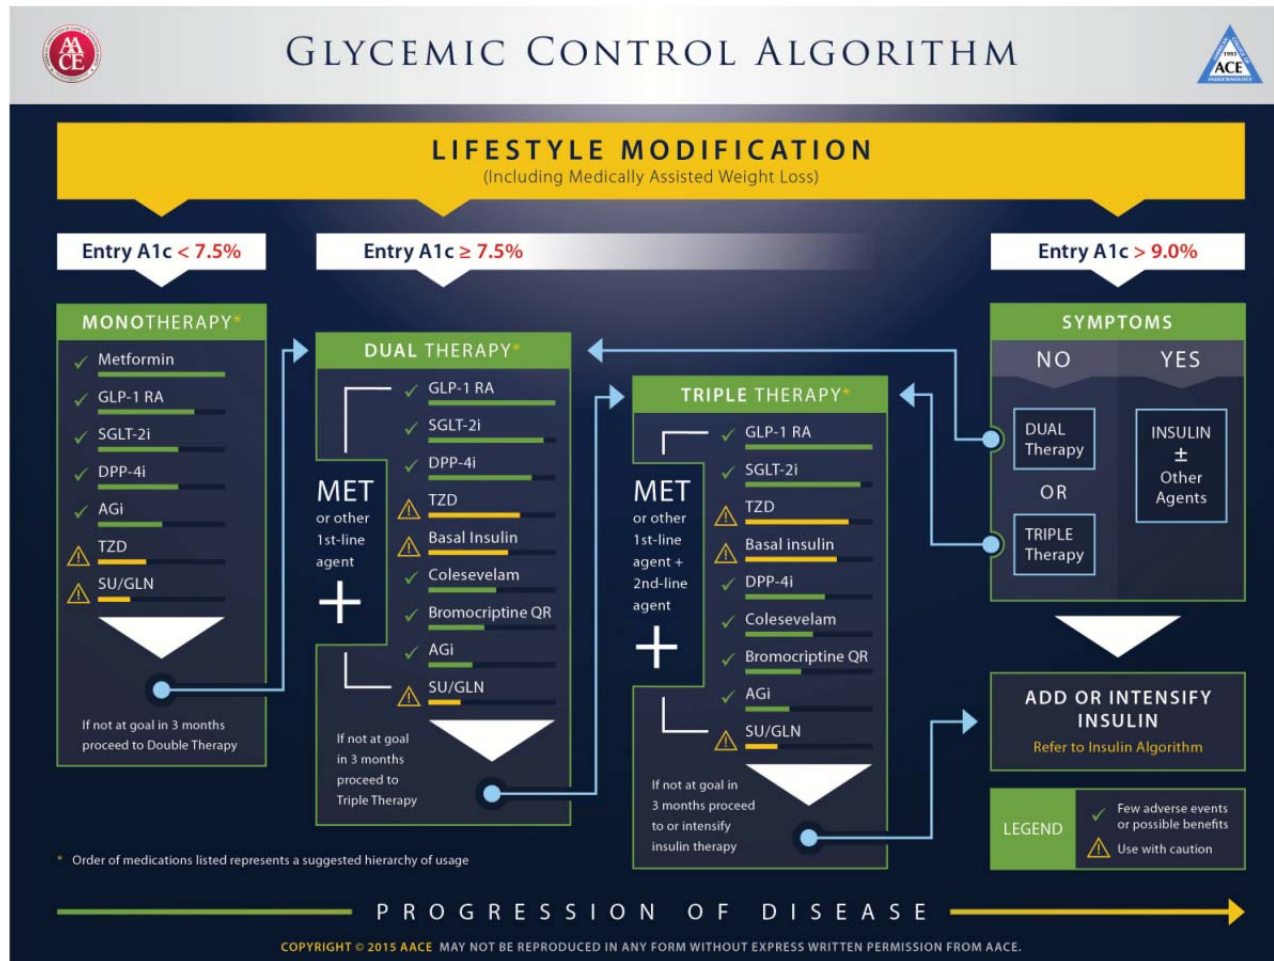 AACE
GLYCEMIC CONTROL ALGORITHM
1993
ACE
ENDOCRINOLOGY
LIFESTYLE MODIFICATION
(Including Medically Assisted Weight Loss)
Entry A1c < 7.5%
MONOTHERAPY*
Metformin
GLP-1 RA
SGLT-2i
DPP-4i
AGi
TZD
SU/GLN
If not at goal in 3 months
proceed to Double Therapy
Entry A1c ≥ 7.5%
DUAL THERAPY*
MET
or other
1st-line
agent
+
GLP-1 RA
SGLT-2i
DPP-4i
TZD
Basal Insulin
Colesevelam
Bromocriptine QR
AGi
SU/GLN
If not at goal
in 3 months
proceed to
Triple Therapy
TRIPLE THERAPY*
MET
or other
1st-line
agent +
2nd-line
agent
+
GLP-1 RA
SGLT-2i
TZD
Basal insulin
DPP-4i
Colesevelam
Bromocriptine QR
AGi
SU/GLN
If not at goal in
3 months proceed
to or intensify
insulin therapy
Entry A1c > 9.0%
SYMPTOMS
NO
DUAL
Therapy
OR
TRIPLE
Therapy
YES
INSULIN
±
Other
Agents
ADD OR INTENSIFY
INSULIN
Refer to Insulin Algorithm
LEGEND
Few adverse events
or possible benefits
Use with caution
* Order of medications listed represents a suggested hierarchy of usage
PROGRESSION OF DISEASE
COPYRIGHT © 2015 AACE MAY NOT BE REPRODUCED IN ANY FORM WITHOUT EXPRESS WRITTEN PERMISSION FROM AACE.